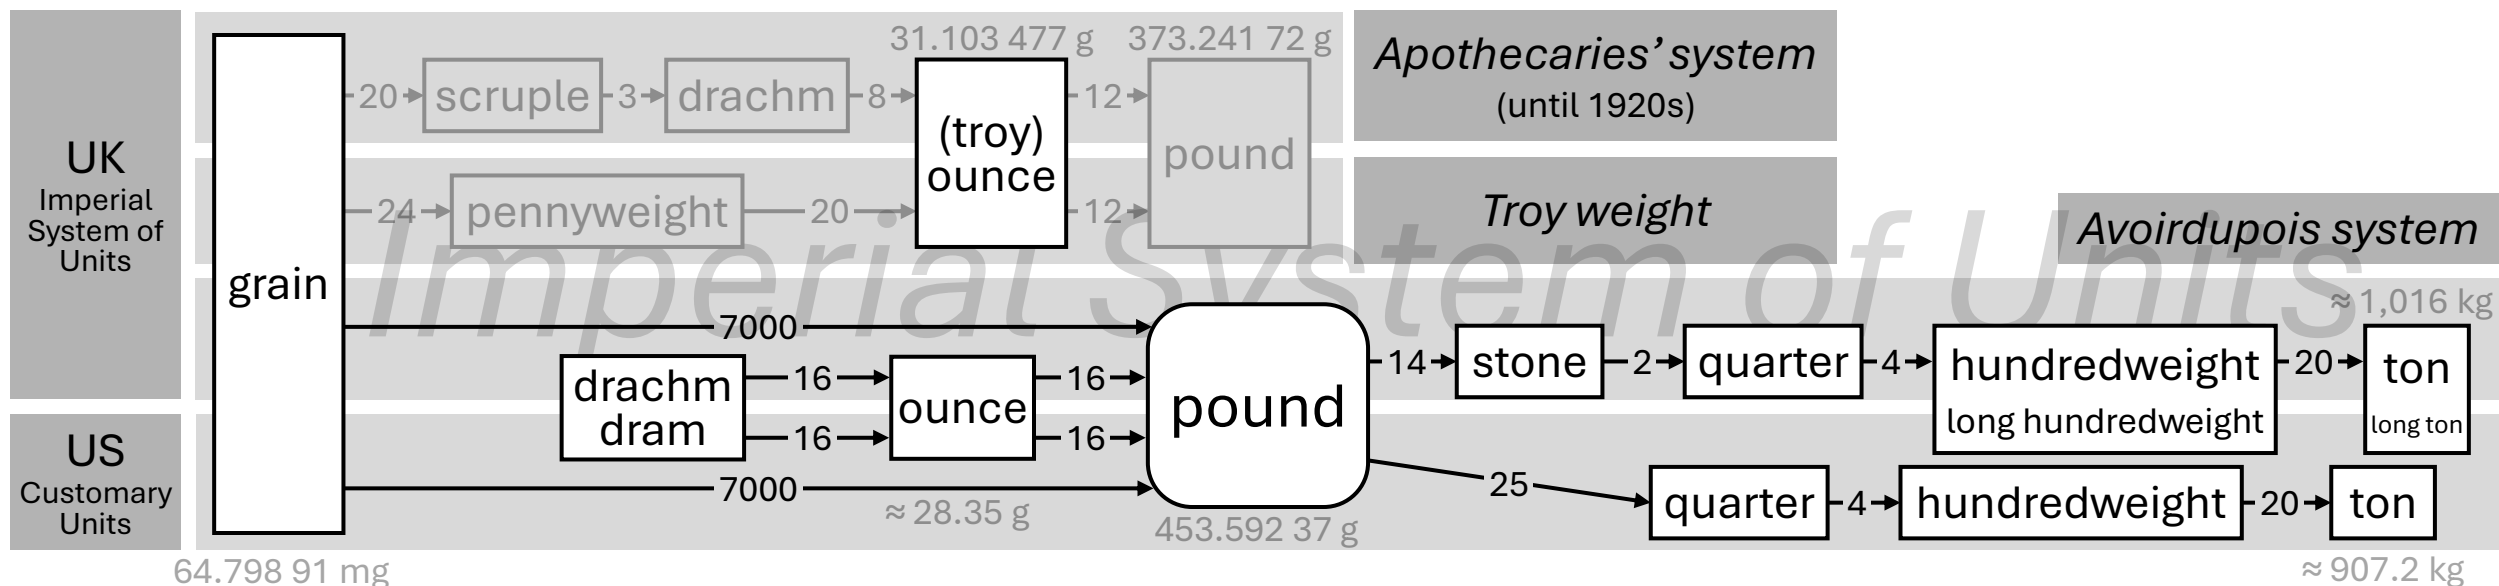 31.103 477 g 373.241 72 g
Apothecaries’ system
(until 1920s)
20 scruple 3 drachm 8 12
(troy)
ounce
pound
UK
Imperial
System of
Units
24 pennyweight 20 12
Troy weight
Avoirdupois system
Imperial System of Units
grain
≈ 1,016 kg
7000
14 stone 2 quarter 4 hundredweight 20 ton
long hundredweight long ton
drachm
dram
16 ounce 16
16 16
pound
US
Customary
Units
7000
25 quarter 4 hundredweight 20 ton
≈ 28.35 g
453.592 37 g
64.798 91 mg
≈ 907.2 kg